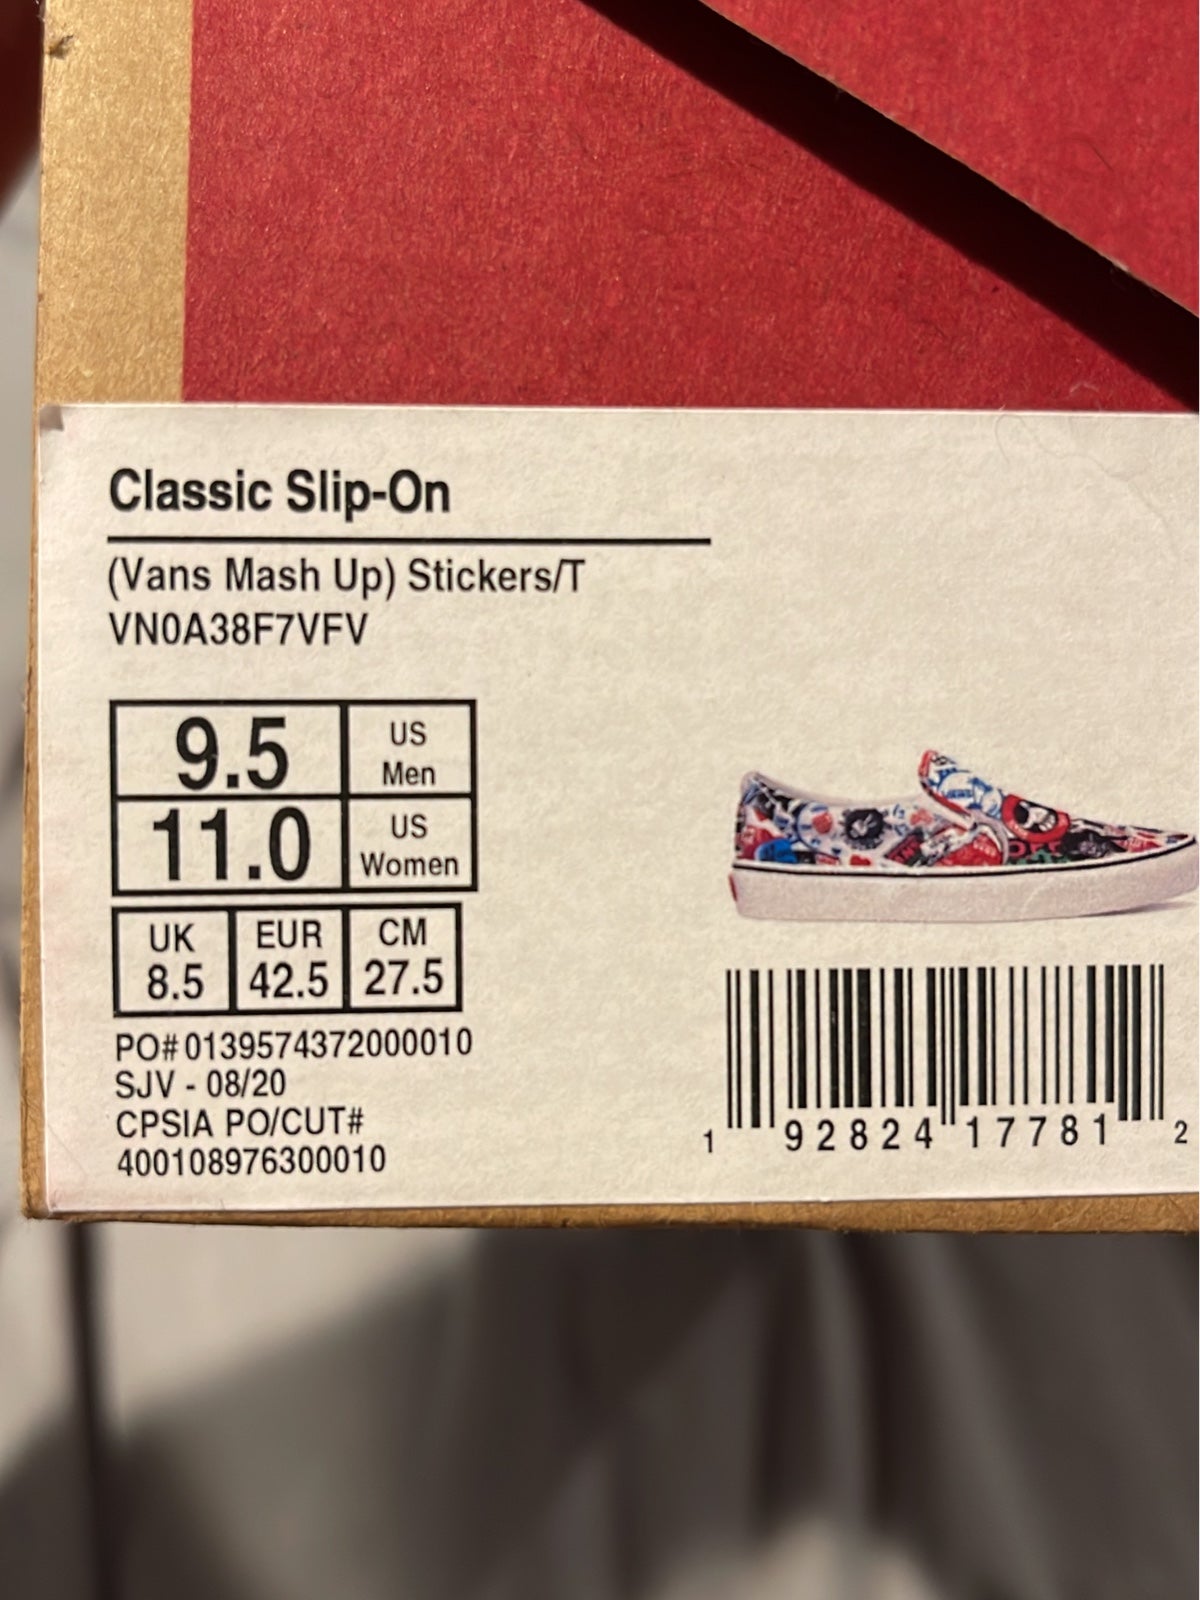 Classic Slip-On
(Vans Mash Up) Stickers/T
VN0A38F7VFV
9.5 US Men
11.0 US Women
UK EUR CM
8.5 42.5 27.5
PO# 0139574372000010
SJV - 08/20
CPSIA PO/CUT#
400108976300010
1 92824 17781 2